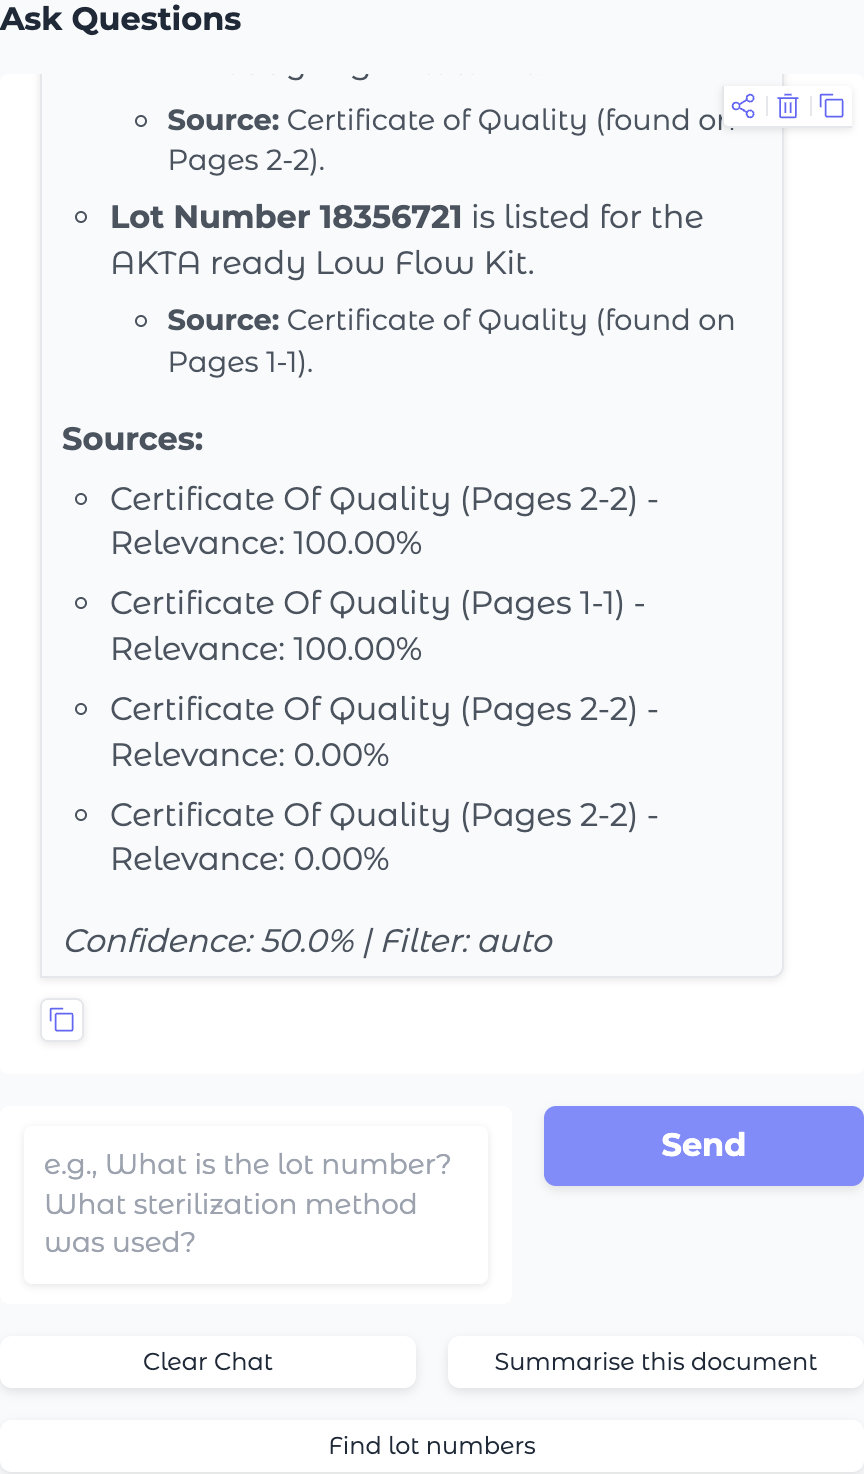 Ask Questions
Source: Certificate of Quality (found on
Pages 2-2).
Lot Number 18356721 is listed for the
AKTA ready Low Flow Kit.
Source: Certificate of Quality (found on
Pages 1-1).
Sources:
Certificate Of Quality (Pages 2-2) -
Relevance: 100.00%
Certificate Of Quality (Pages 1-1) -
Relevance: 100.00%
Certificate Of Quality (Pages 2-2) -
Relevance: 0.00%
Certificate Of Quality (Pages 2-2) -
Relevance: 0.00%
Confidence: 50.0% | Filter: auto
e.g., What is the lot number?
What sterilization method
was used?
Send
Clear Chat
Summarise this document
Find lot numbers